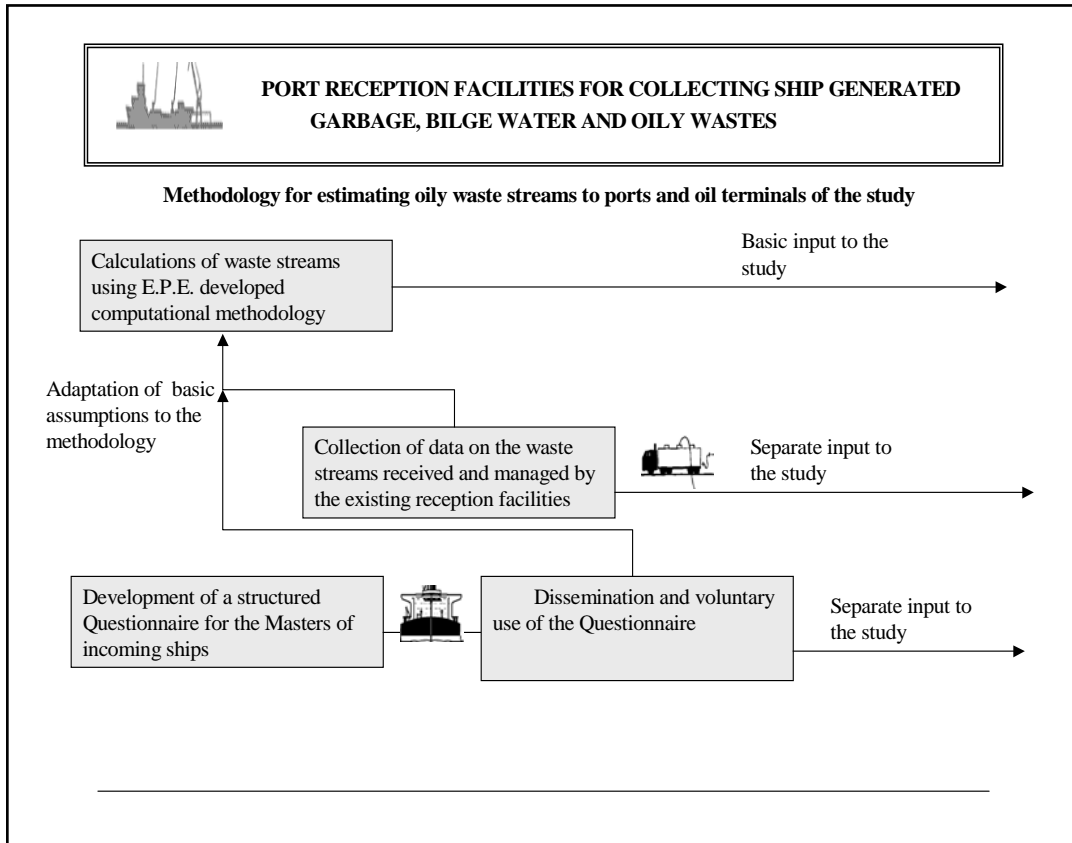 PORT RECEPTION FACILITIES FOR COLLECTING SHIP GENERATED
GARBAGE, BILGE WATER AND OILY WASTES
Methodology for estimating oily waste streams to ports and oil terminals of the study
Calculations of waste streams
using E.P.E. developed
computational methodology
Basic input to the
study
Adaptation of basic
assumptions to the
methodology
Collection of data on the waste
streams received and managed by
the existing reception facilities
Separate input to
the study
Development of a structured
Questionnaire for the Masters of
incoming ships
Dissemination and voluntary
use of the Questionnaire
Separate input to
the study